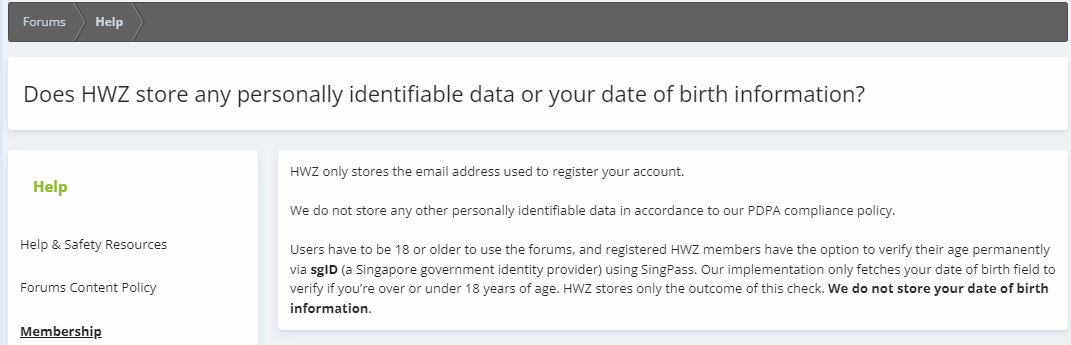 Forums
Help
Does HWZ store any personally identifiable data or your date of birth information?
Help
Help & Safety Resources
Forums Content Policy
Membership
HWZ only stores the email address used to register your account.
We do not store any other personally identifiable data in accordance to our PDPA compliance policy.
Users have to be 18 or older to use the forums, and registered HWZ members have the option to verify their age permanently
via sgID (a Singapore government identity provider) using SingPass. Our implementation only fetches your date of birth field to
verify if you’re over or under 18 years of age. HWZ stores only the outcome of this check. We do not store your date of birth
information.